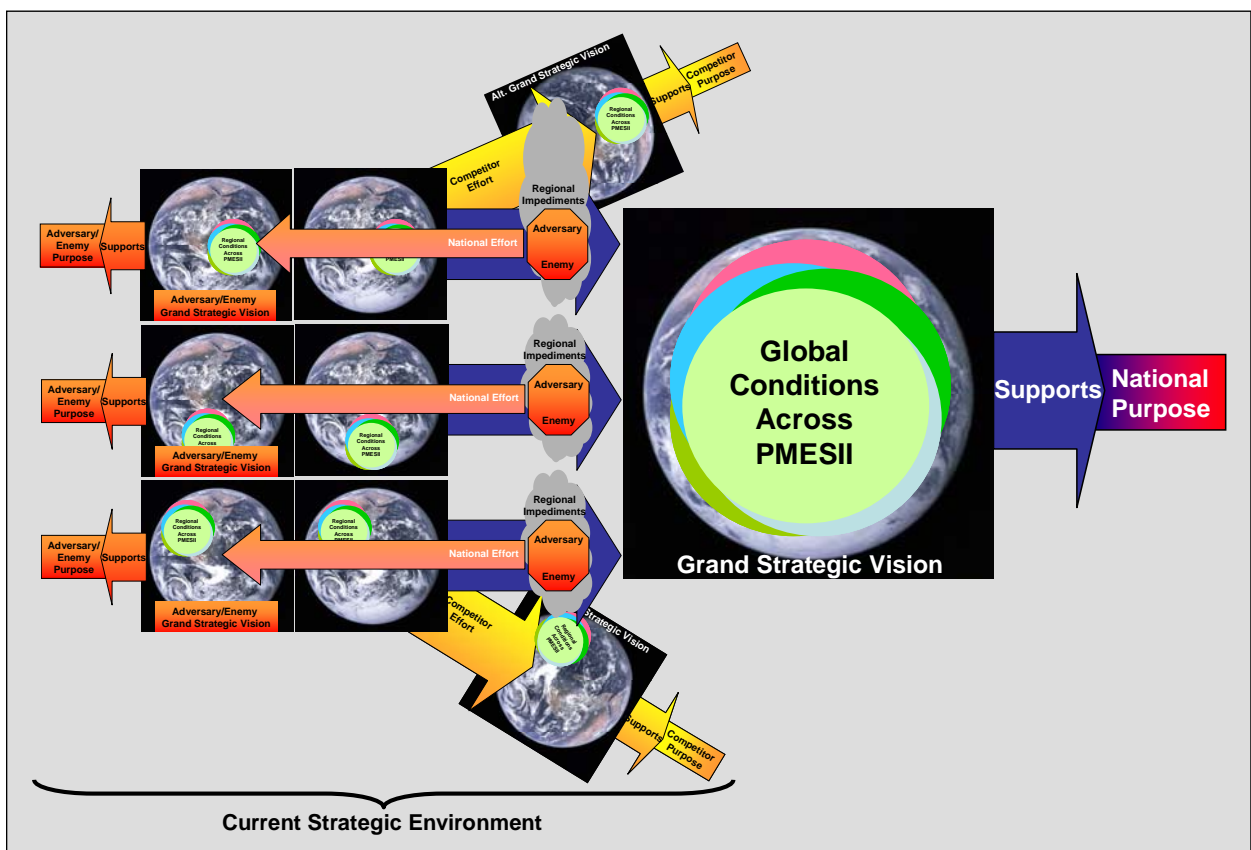 Alt. Grand Strategic Vision
Supports
Competitor
Purpose
Regional
Conditions
Across
PMESII
Competitor
Effort
Regional
Impediments
Adversary/
Enemy
Purpose
Supports
Regional
Conditions
Across
PMESII
Adversary/Enemy
Grand Strategic Vision
PMESII
National Effort
Adversary
Enemy
Regional
Impediments
Adversary/
Enemy
Purpose
Supports
Regional
Conditions
Across
Adversary/Enemy
Grand Strategic Vision
Regional
Conditions
Across
PMESII
National Effort
Adversary
Enemy
Regional
Impediments
Adversary/
Enemy
Purpose
Supports
Regional
Conditions
Across
PMESII
Adversary/Enemy
Grand Strategic Vision
Regional
Conditions
Across
National Effort
Adversary
Enemy
Competitor
Effort
Strategic Vision
Regional
Conditions
Across
PMESII
Supports
Competitor
Purpose
Global
Conditions
Across
PMESII
Grand Strategic Vision
Supports
National
Purpose
Current Strategic Environment